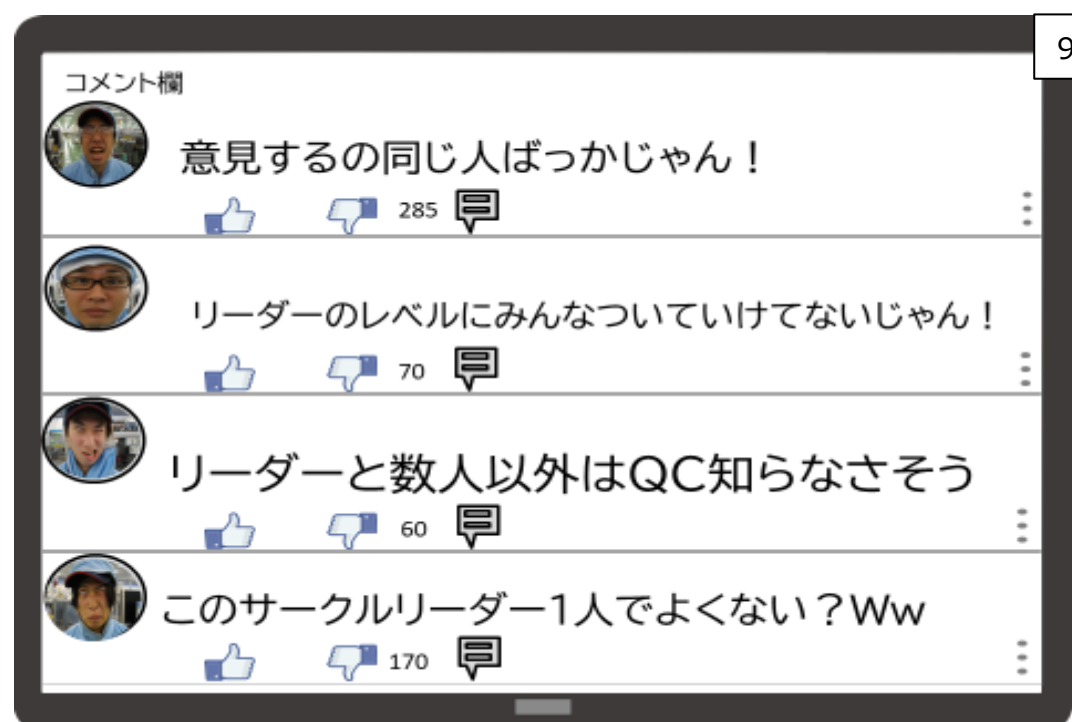 9
コメント欄
意見するの同じ人ばっかじゃん！
285
リーダーのレベルにみんなついていけてないじゃん！
70
リーダーと数人以外はQC知らなさそう
60
このサークルリーダー1人でよくない？Ww
170